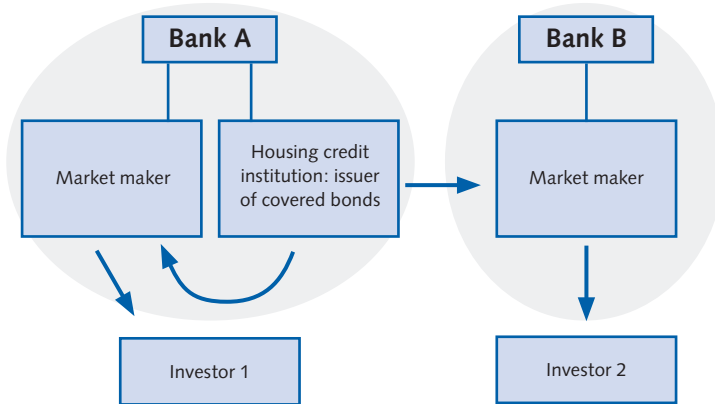 Bank A
Bank B
Market maker
Housing credit
institution: issuer
of covered bonds
Market maker
Investor 1
Investor 2